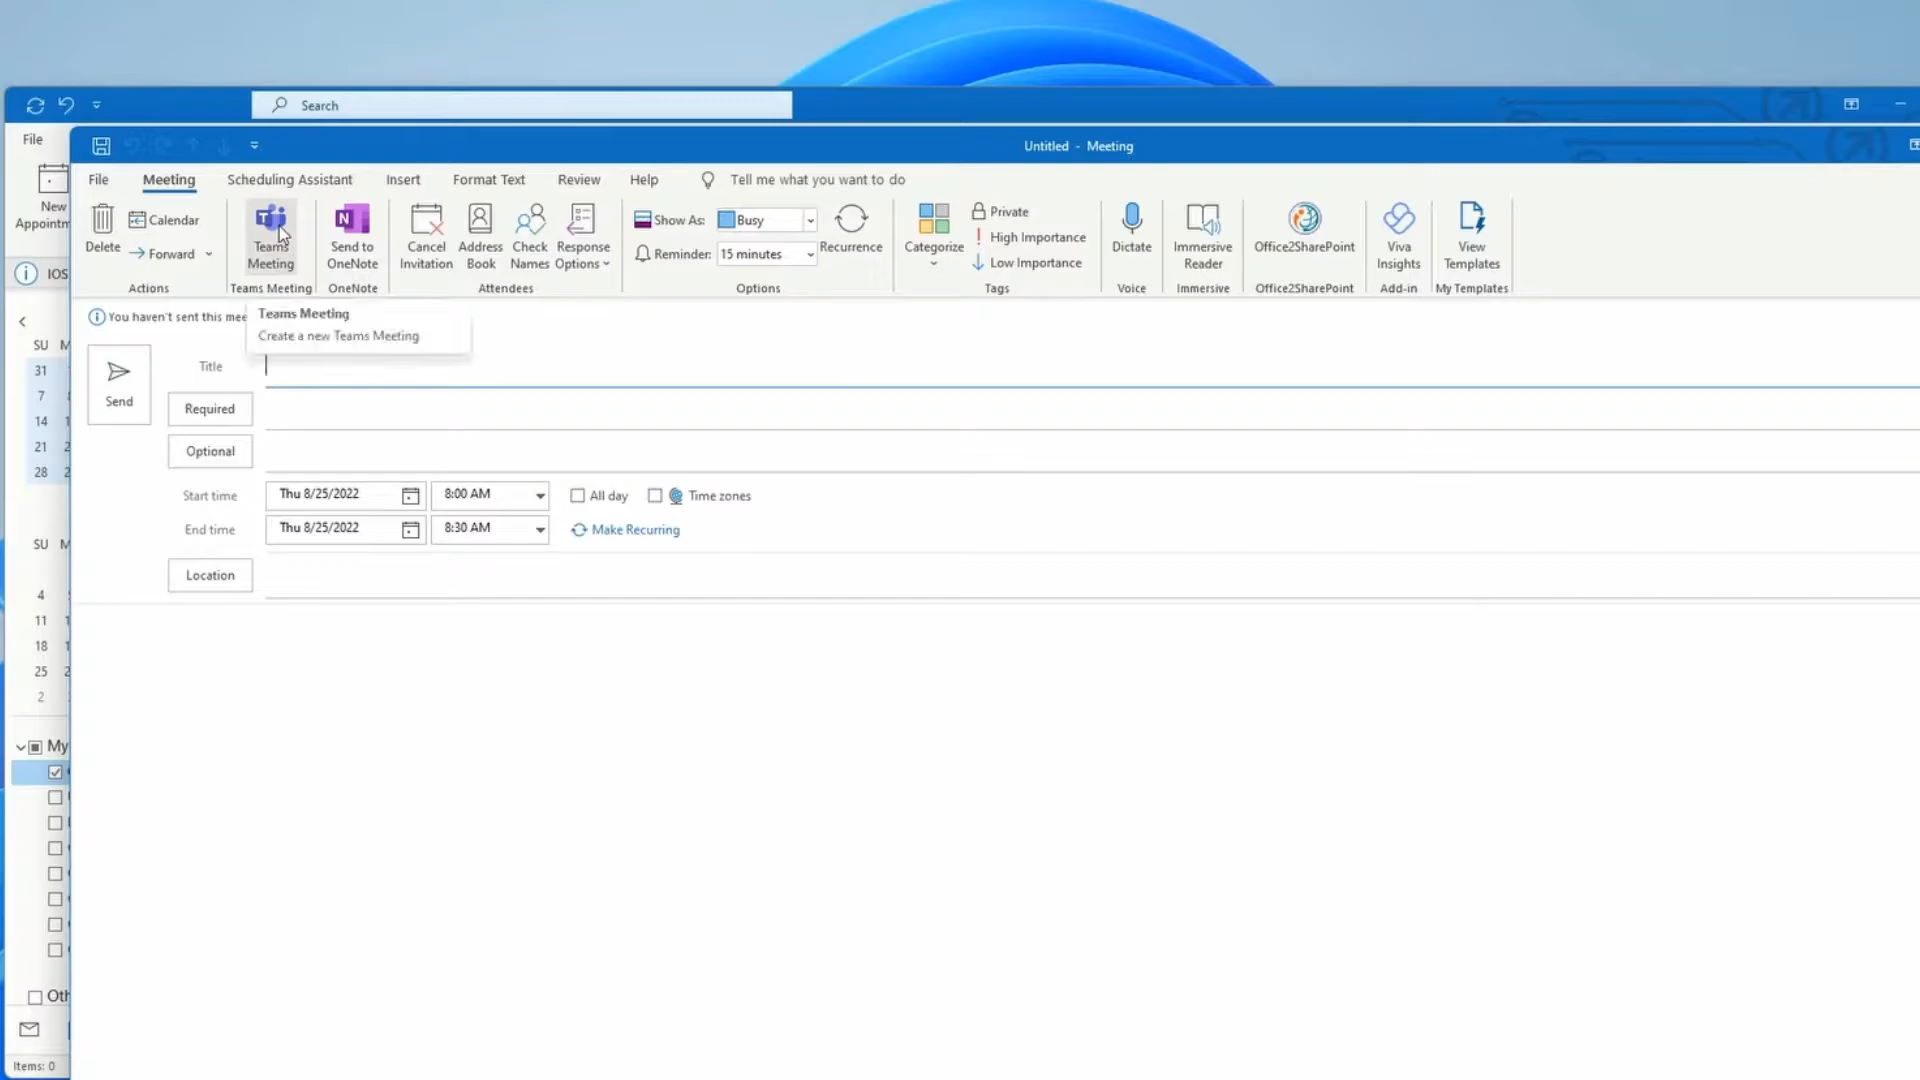 Search
File
Untitled - Meeting
File Meeting Scheduling Assistant Insert Format Text Review Help Tell me what you want to do
New
Appointm
Delete
Calendar
Forward
Actions
Teams
Meeting
Teams Meeting
Send to
OneNote
OneNote
Cancel
Invitation
Address
Book
Check
Names
Response
Options
Attendees
Show As: Busy
Reminder: 15 minutes
Recurrence
Options
Categorize
Private
High Importance
Low Importance
Tags
Dictate
Voice
Immersive
Reader
Immersive
Office2SharePoint
Office2SharePoint
Viva
Insights
Add-in
View
Templates
My Templates
IOS
You haven't sent this mee
Teams Meeting
Create a new Teams Meeting
Send
Title
Required
Optional
Start time Thu 8/25/2022 8:00 AM All day Time zones
End time Thu 8/25/2022 8:30 AM Make Recurring
Location
SU M
31
7
14
21
28
SU M
4
11
18
25
2
My
Oth
Items: 0